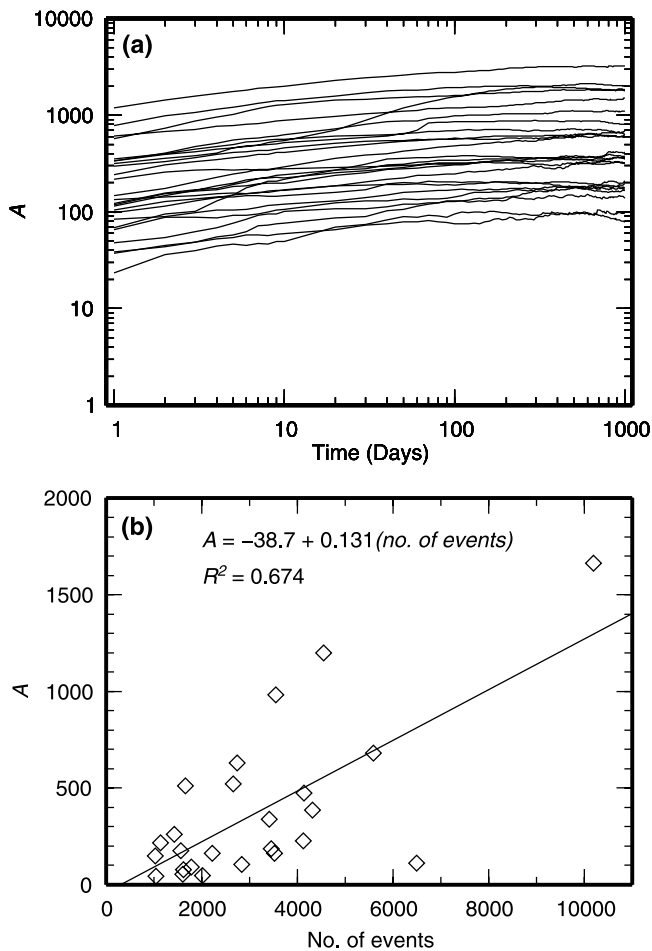 10000
(a)
1000
A
100
10
1
1 10 100 1000
Time (Days)
2000
(b)
A = −38.7 + 0.131(no. of events)
R² = 0.674
1500
A
1000
500
0
2000 4000 6000 8000 10000
No. of events